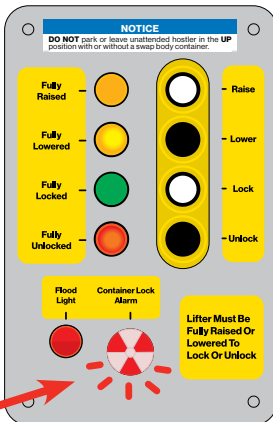 NOTICE
DO NOT park or leave unattended hostler in the UP
position with or without a swap body container.
Fully
Raised
Raise
Fully
Lowered
Lower
Fully
Locked
Lock
Fully
Unlocked
Unlock
Flood
Light
Container Lock
Alarm
Lifter Must Be
Fully Raised Or
Lowered To
Lock Or Unlock